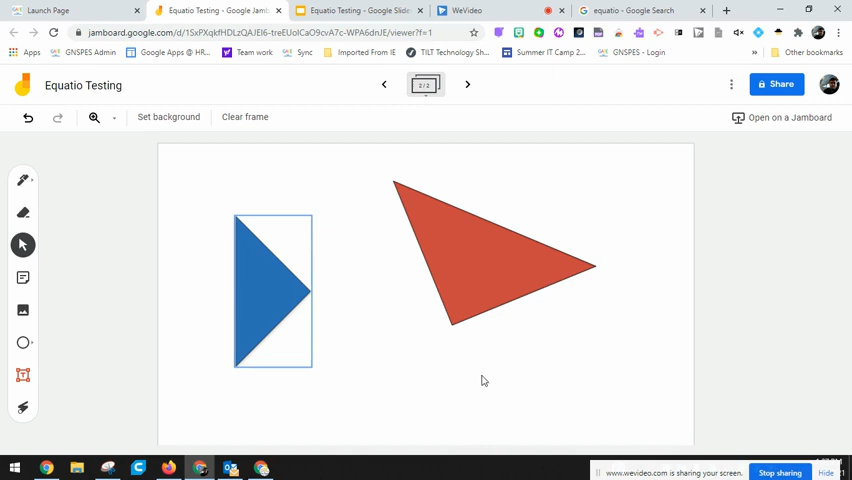 Launch Page
Equatio Testing - Google Jamb
Equatio Testing - Google Slide
WeVideo
equatio - Google Search
jamboard.google.com/d/1SxPXqkfHDLzQAJEI6-treEUoICaO9cvA7c-WPA6dnJE/viewer?f=1
Apps
GNSPES Admin
Google Apps @ HR...
Team work
Sync
Imported From IE
TILT Technology Sh...
Summer IT Camp 2...
GNSPES - Login
Other bookmarks
Equatio Testing
2 / 2
Share
Set background
Clear frame
Open on a Jamboard
T
www.wevideo.com is sharing your screen.
Stop sharing
Hide